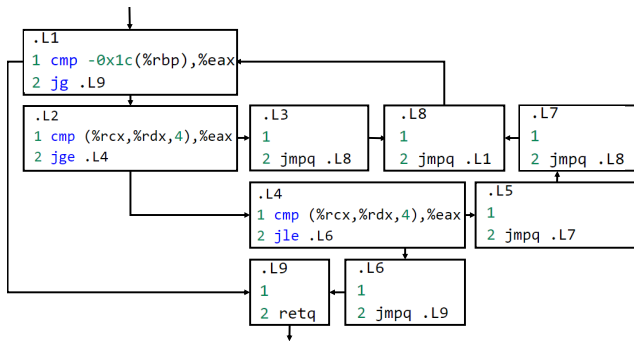 .L1
1 cmp -0x1c(%rbp),%eax
2 jg .L9
.L2
1 cmp (%rcx,%rdx,4),%eax
2 jge .L4
.L3
1
2 jmpq .L8
.L8
1
2 jmpq .L1
.L7
1
2 jmpq .L8
.L4
1 cmp (%rcx,%rdx,4),%eax
2 jle .L6
.L5
1
2 jmpq .L7
.L9
1
2 retq
.L6
1
2 jmpq .L9